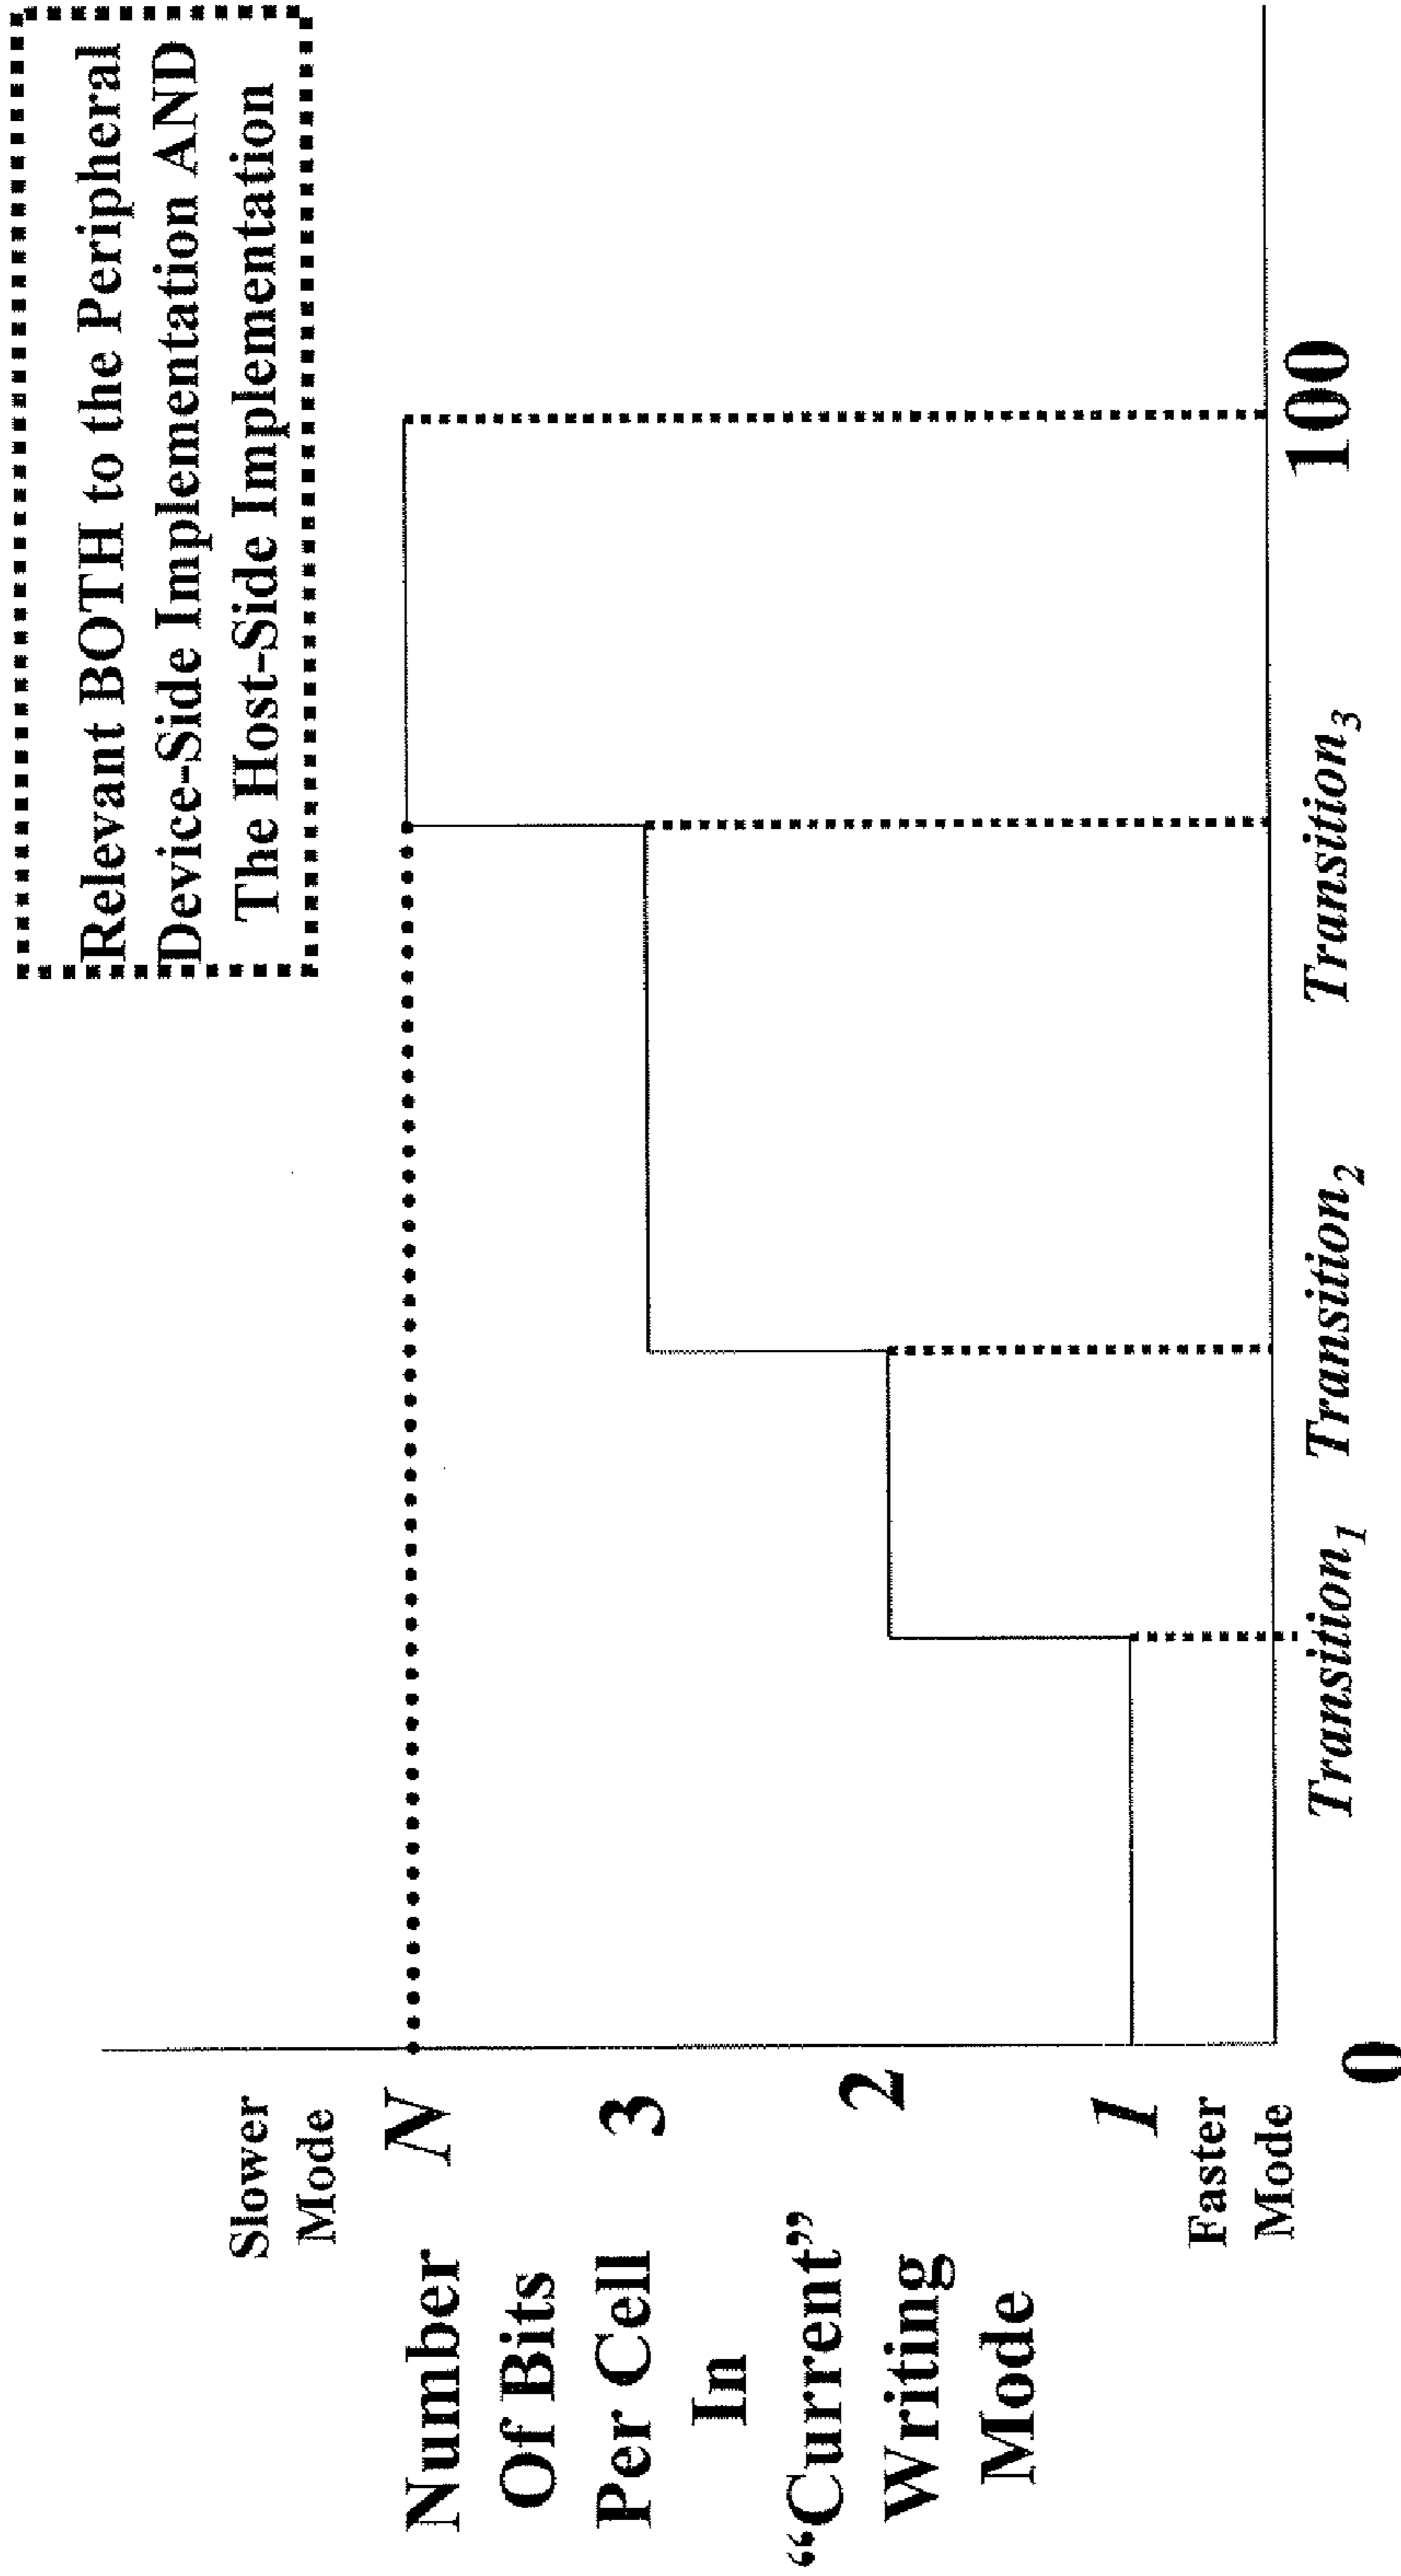 Relevant BOTH to the Peripheral
Device-Side Implementation AND
The Host-Side Implementation
Slower
Mode
N
3
2
1
Faster
Mode
Number
Of Bits
Per Cell
In
“Current”
Writing
Mode
0
Transition1
Transition2
Transition3
100